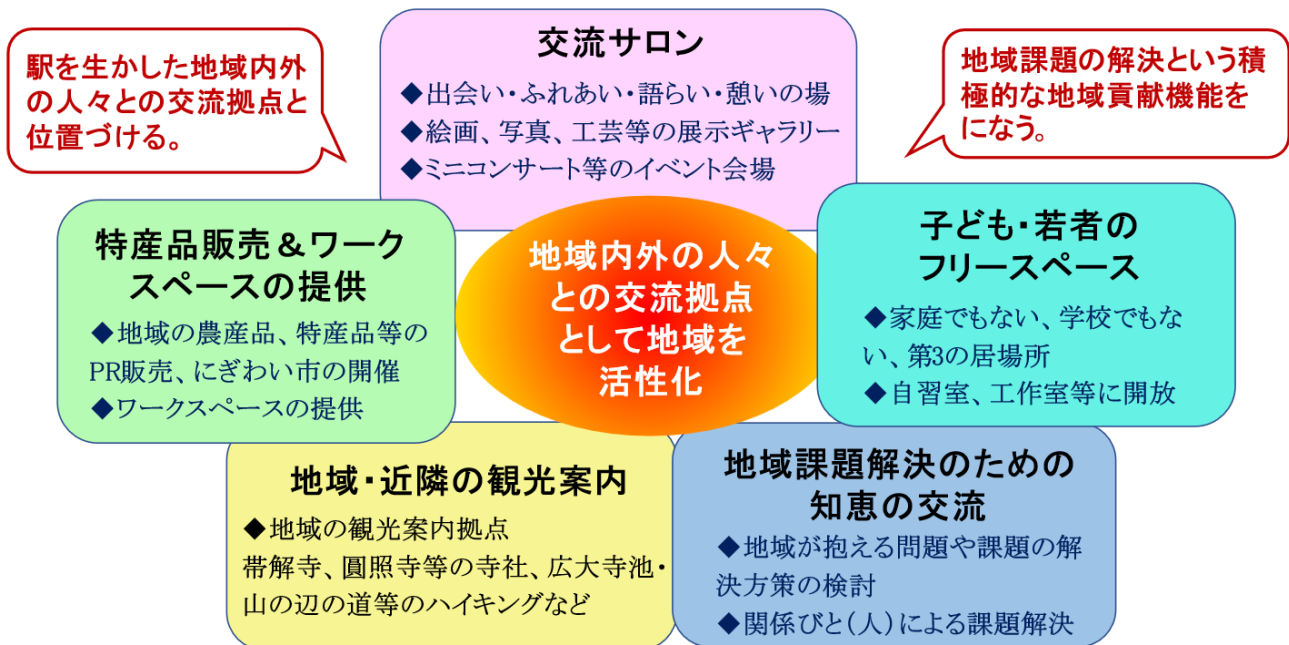 交流サロン
◆出会い・ふれあい・語らい・憩いの場
◆絵画、写真、工芸等の展示ギャラリー
◆ミニコンサート等のイベント会場
駅を生かした地域内外
の人々との交流拠点と
位置づける。
地域課題の解決という積
極的な地域貢献機能を
になう。
特産品販売&ワーク
スペースの提供
◆地域の農産品、特産品等の
PR販売、にぎわい市の開催
◆ワークスペースの提供
地域内外の人々
との交流拠点
として地域を
活性化
子ども・若者の
フリースペース
◆家庭でもない、学校でもな
い、第3の居場所
◆自習室、工作室等に開放
地域・近隣の観光案内
◆地域の観光案内拠点
帯解寺、圓照寺等の寺社、広大寺池・
山の辺の道等のハイキングなど
地域課題解決のための
知恵の交流
◆地域が抱える問題や課題の解
決方策の検討
◆関係びと(人)による課題解決